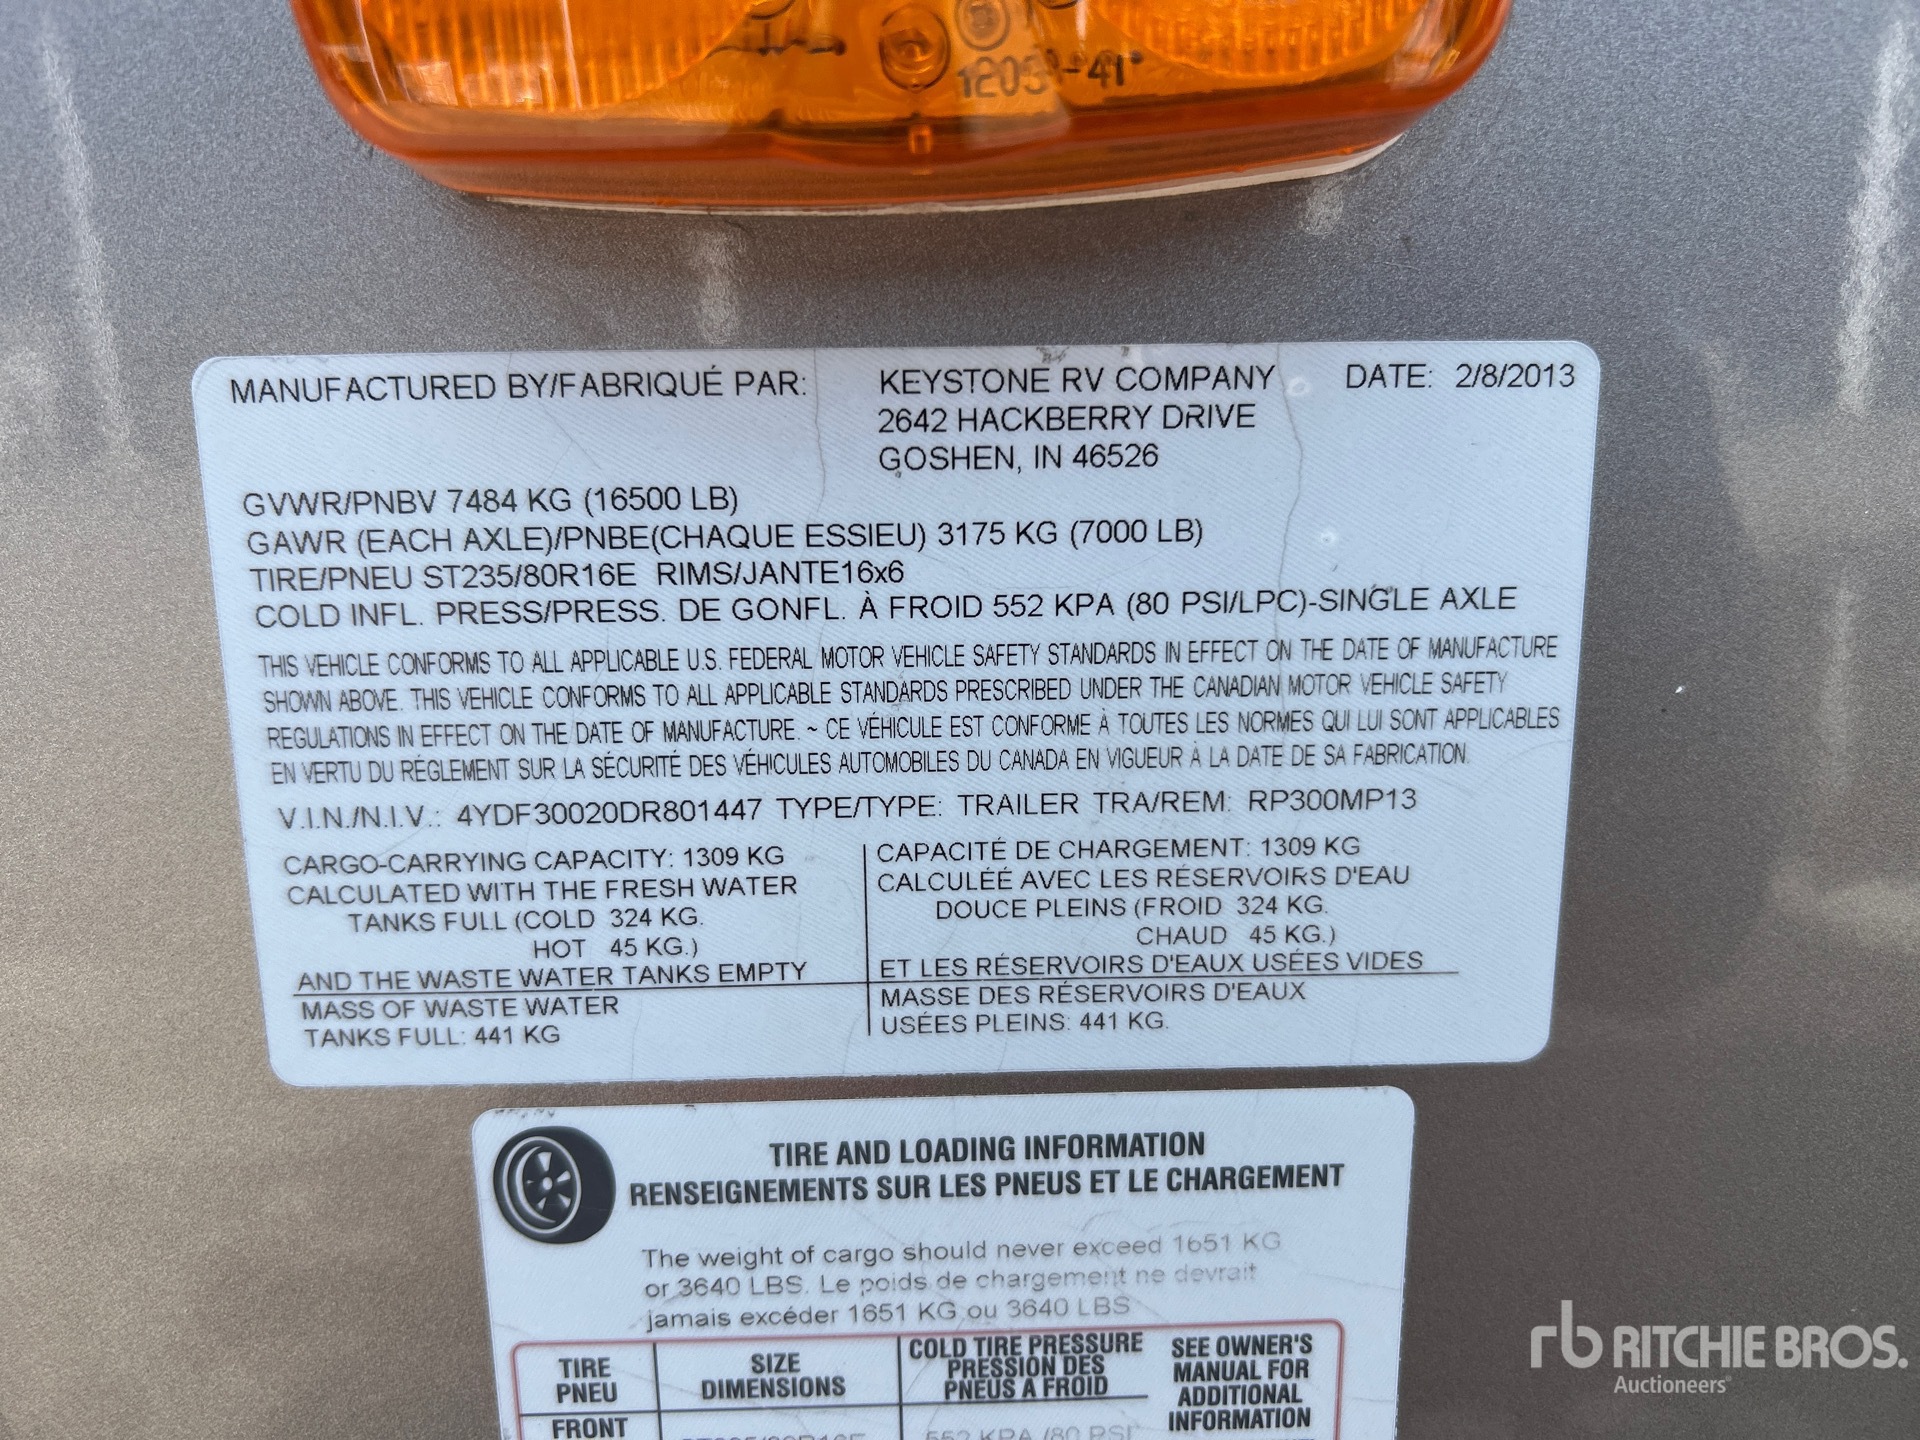 MANUFACTURED BY/FABRIQUÉ PAR: KEYSTONE RV COMPANY DATE: 2/8/2013
2642 HACKBERRY DRIVE
GOSHEN, IN 46526
GVWR/PNBV 7484 KG (16500 LB)
GAWR (EACH AXLE)/PNBE(CHAQUE ESSIEU) 3175 KG (7000 LB)
TIRE/PNEU ST235/80R16E RIMS/JANTE16x6
COLD INFL. PRESS/PRESS. DE GONFL. À FROID 552 KPA (80 PSI/LPC)-SINGLE AXLE
THIS VEHICLE CONFORMS TO ALL APPLICABLE U.S. FEDERAL MOTOR VEHICLE SAFETY STANDARDS IN EFFECT ON THE DATE OF MANUFACTURE
SHOWN ABOVE. THIS VEHICLE CONFORMS TO ALL APPLICABLE STANDARDS PRESCRIBED UNDER THE CANADIAN MOTOR VEHICLE SAFETY
REGULATIONS IN EFFECT ON THE DATE OF MANUFACTURE. ~ CE VÉHICULE EST CONFORME À TOUTES LES NORMES QUI LUI SONT APPLICABLES
EN VERTU DU RÉGLEMENT SUR LA SÉCURITÉ DES VÉHICULES AUTOMOBILES DU CANADA EN VIGUEUR À LA DATE DE SA FABRICATION.
V.I.N./N.I.V.: 4YDF30020DR801447 TYPE/TYPE: TRAILER TRA/REM: RP300MP13
CARGO-CARRYING CAPACITY: 1309 KG
CALCULATED WITH THE FRESH WATER
TANKS FULL (COLD 324 KG.
HOT 45 KG.)
AND THE WASTE WATER TANKS EMPTY
MASS OF WASTE WATER
TANKS FULL: 441 KG
CAPACITÉ DE CHARGEMENT: 1309 KG
CALCULÉÉ AVEC LES RÉSERVOIRS D'EAU
DOUCE PLEINS (FROID 324 KG.
CHAUD 45 KG.)
ET LES RÉSERVOIRS D'EAUX USÉES VIDES
MASSE DES RÉSERVOIRS D'EAUX
USÉES PLEINS: 441 KG.
TIRE AND LOADING INFORMATION
RENSEIGNEMENTS SUR LES PNEUS ET LE CHARGEMENT
The weight of cargo should never exceed 1651 KG
or 3640 LBS. Le poids de chargement ne devrait
jamais excéder 1651 KG ou 3640 LBS
TIRE
PNEU
SIZE
DIMENSIONS
COLD TIRE PRESSURE
PRESSION DES
PNEUS A FROID
SEE OWNER'S
MANUAL FOR
ADDITIONAL
INFORMATION
FRONT
552 KPA (80 PSI
rb RITCHIE BROS.
Auctioneers